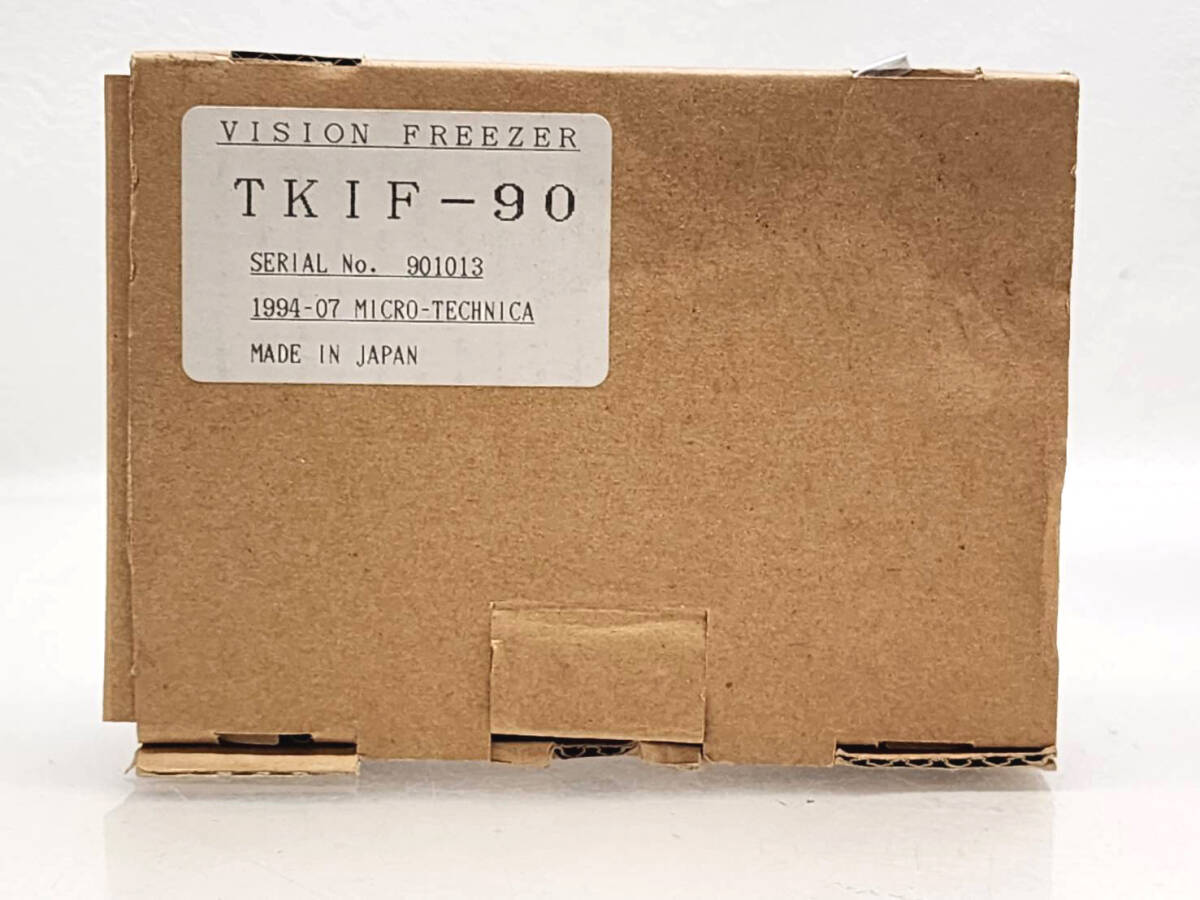 VISION FREEZER
TKIF-90
SERIAL No. 901013
1994-07 MICRO-TECHNICA
MADE IN JAPAN